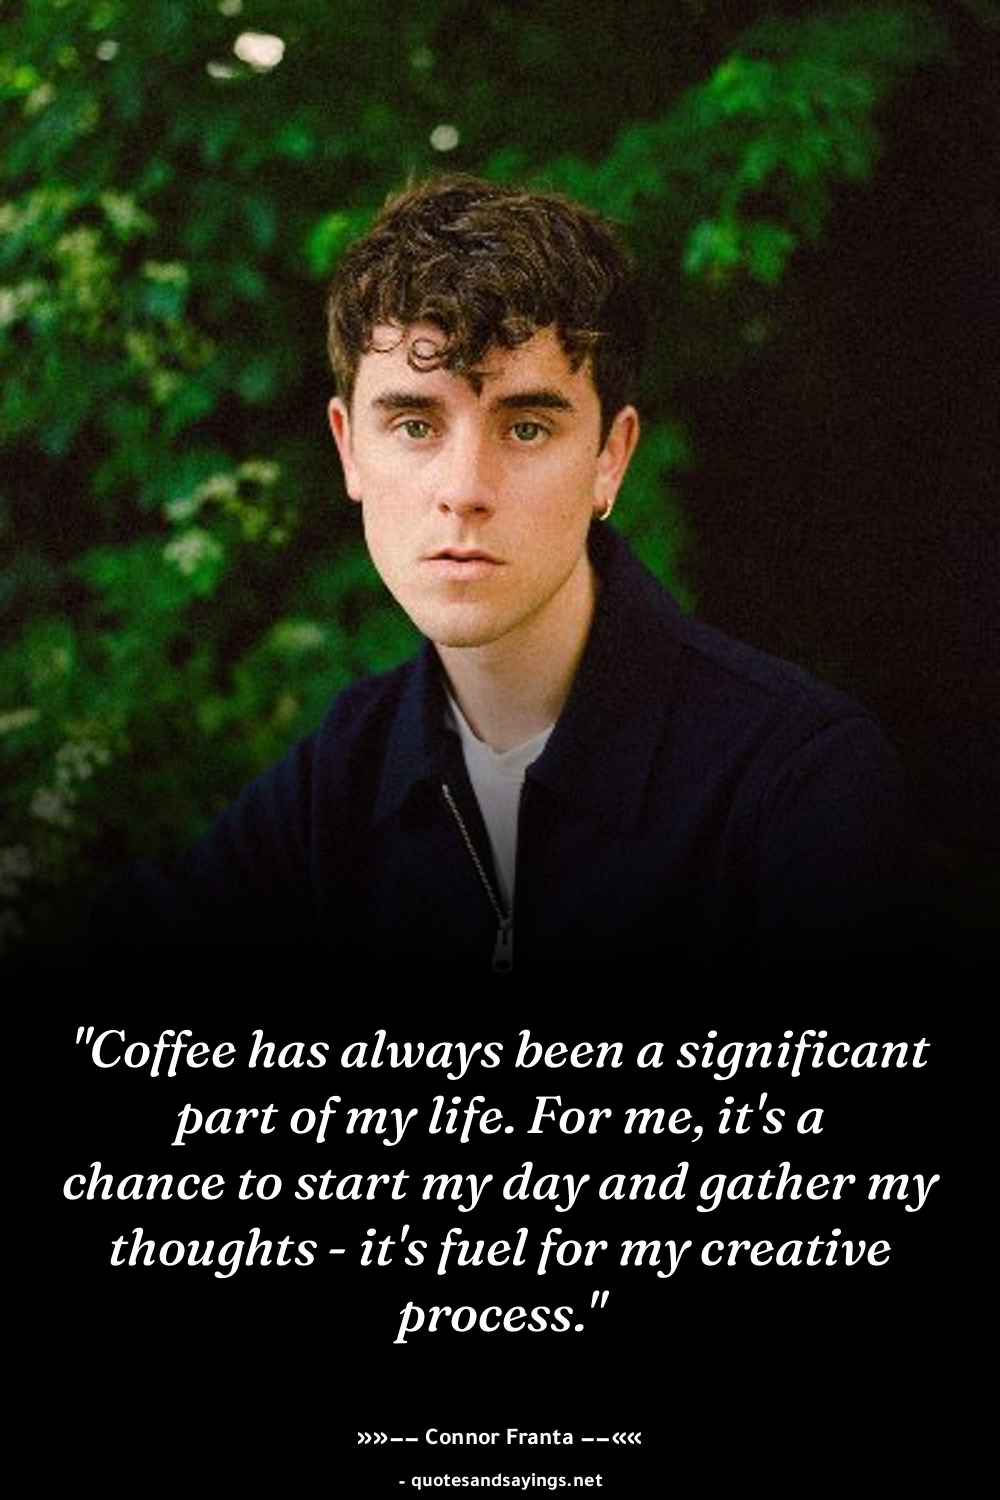 "Coffee has always been a significant
part of my life. For me, it's a
chance to start my day and gather my
thoughts - it's fuel for my creative
process."
»»–– Connor Franta ––««
- quotesandsayings.net